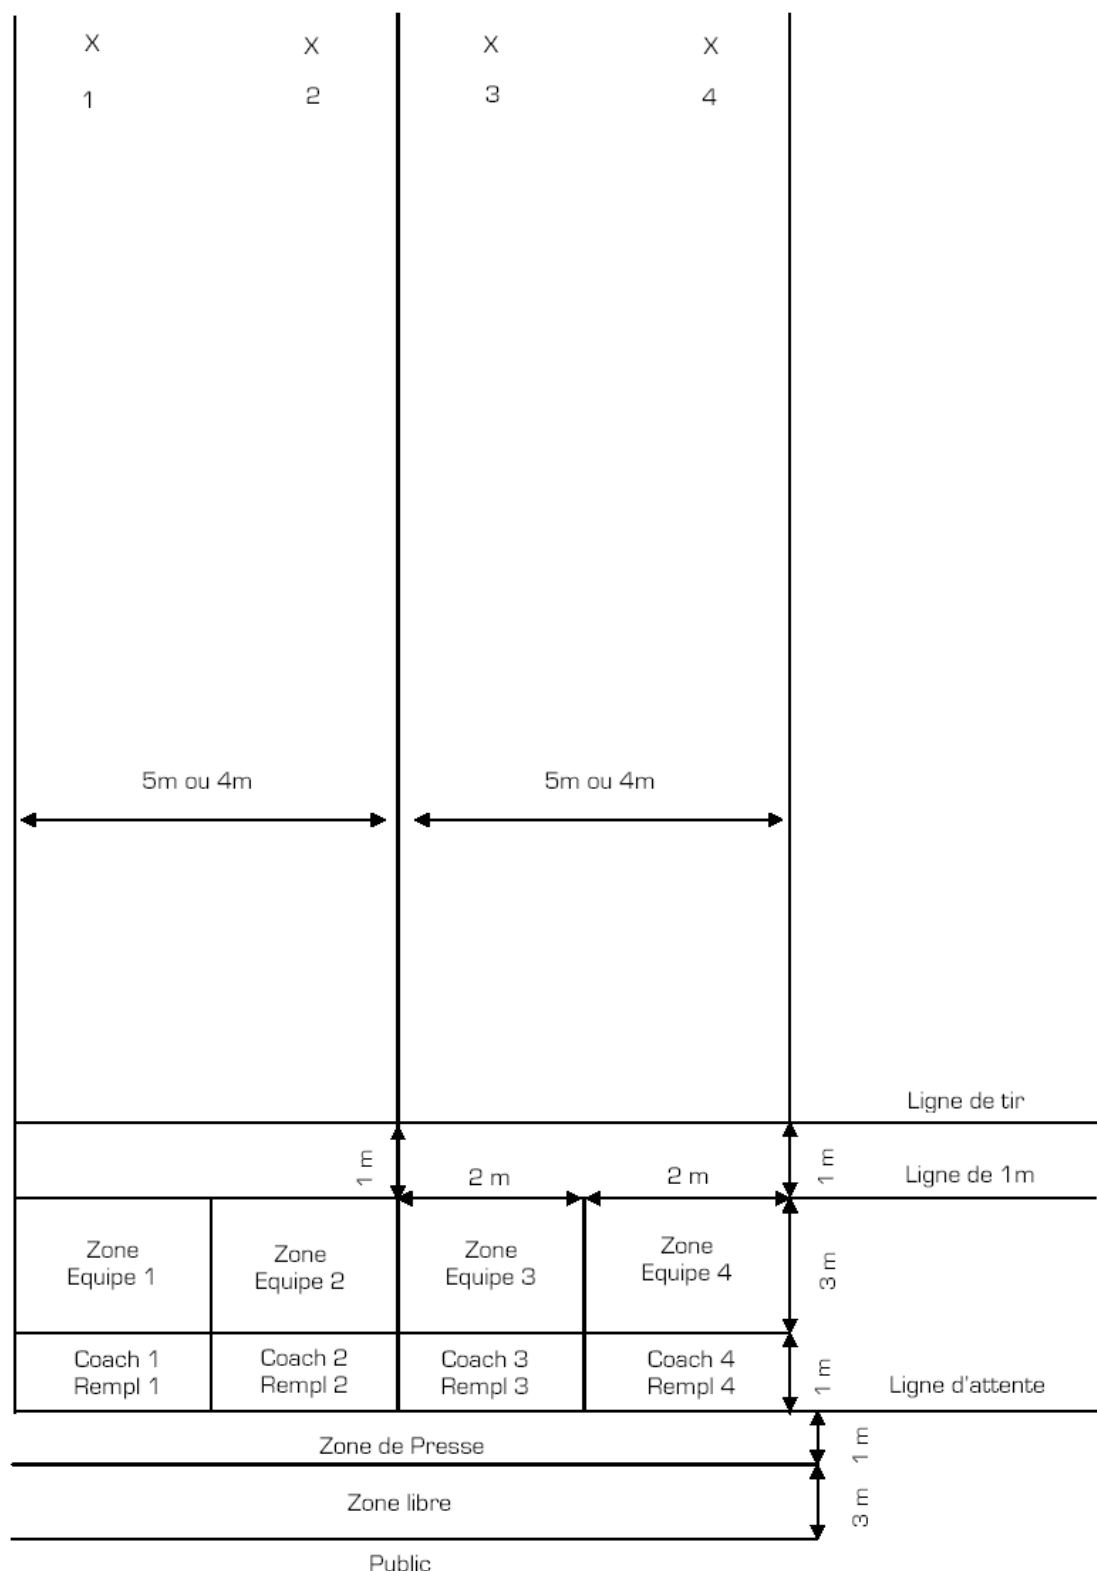 X X X X
1 2 3 4
5m ou 4m 5m ou 4m
Ligne de tir
1 m 2 m 2 m 1 m Ligne de 1m
Zone Zone Zone Zone
Equipe 1 Equipe 2 Equipe 3 Equipe 4
3 m
Coach 1 Coach 2 Coach 3 Coach 4
Rempl 1 Rempl 2 Rempl 3 Rempl 4
1 m Ligne d'attente
Zone de Presse 1 m
Zone libre 3 m
Public